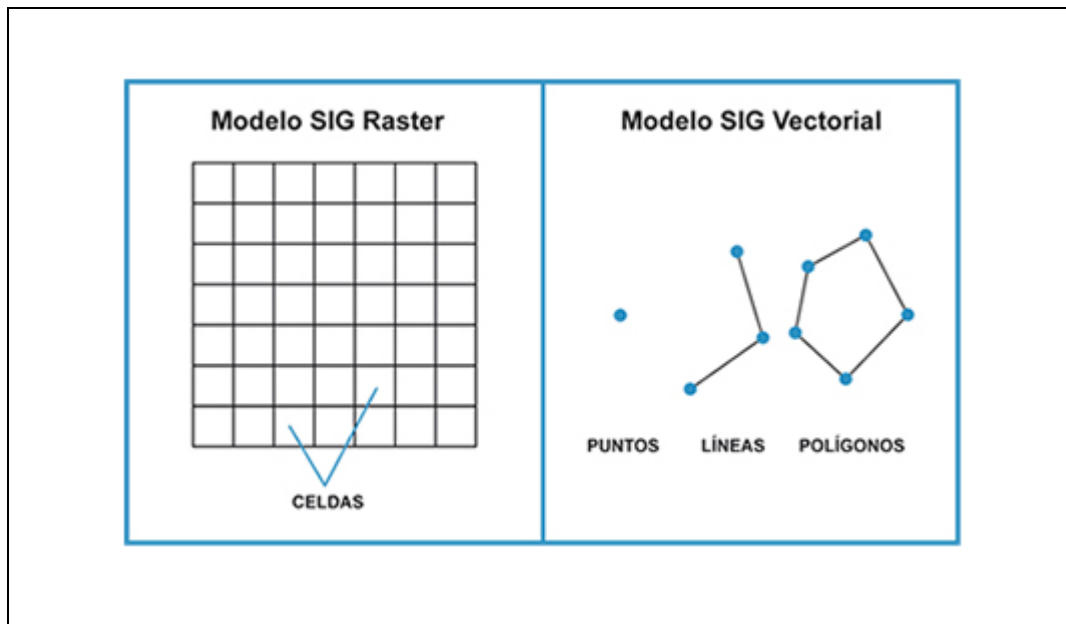 Modelo SIG Raster
CELDAS
Modelo SIG Vectorial
PUNTOS LÍNEAS POLÍGONOS